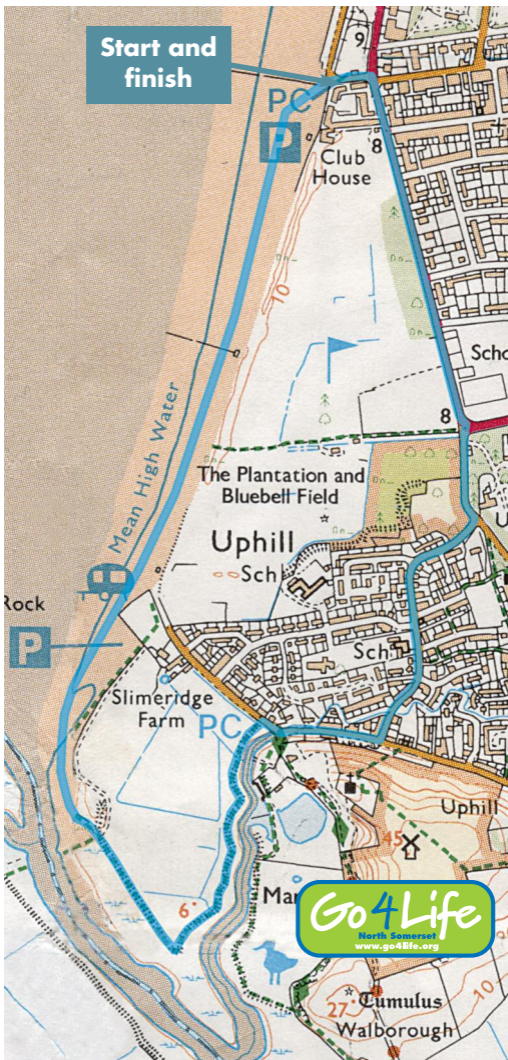 Start and
finish
9
PC
P
8
Club
House
10
Scho
8
Mean High Water
The Plantation and
Bluebell Field
Uphill
Sch
U
Rock
P
Sch
Slimeridge
Farm
PC
Uphill
45
6
Mar
Go4Life
North Somerset
www.go4life.org
27
Tumulus
Walborough
10